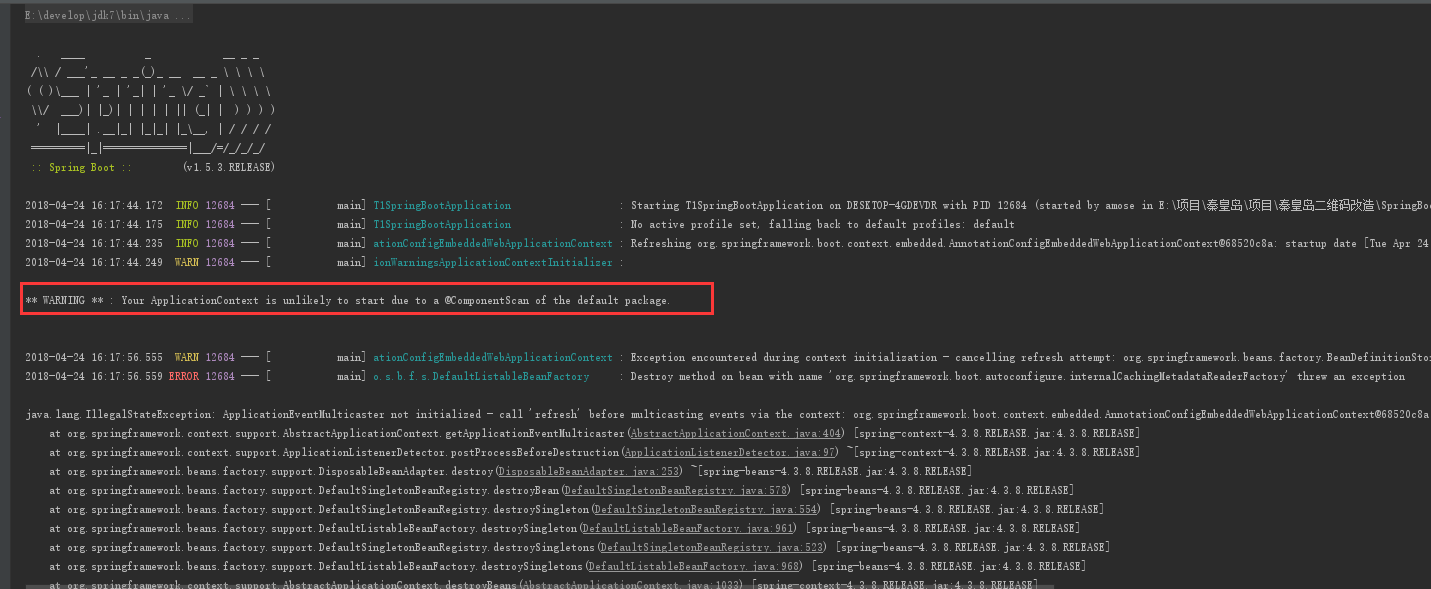 E:\develop\jdk7\bin\java ...
  .   ____          _            __ _ _
 /\\ / ___'_ __ _ _(_)_ __  __ _ \ \ \ \
( ( )\___ | '_ | '_| | '_ \/ _` | \ \ \ \
 \\/  ___)| |_)| | | | | || (_| |  ) ) ) )
  '  |____| .__|_| |_|_| |_\__, | / / / /
 =========|_|==============|___/=/_/_/_/
 :: Spring Boot ::        (v1.5.3.RELEASE)
2018-04-24 16:17:44.172  INFO 12684 --- [           main] T1SpringBootApplication                  : Starting T1SpringBootApplication on DESKTOP-4GDEVDR with PID 12684 (started by amose in E:\项目\秦皇岛\项目\秦皇岛二维码改造\SpringBoo
2018-04-24 16:17:44.175  INFO 12684 --- [           main] T1SpringBootApplication                  : No active profile set, falling back to default profiles: default
2018-04-24 16:17:44.235  INFO 12684 --- [           main] ationConfigEmbeddedWebApplicationContext : Refreshing org.springframework.boot.context.embedded.AnnotationConfigEmbeddedWebApplicationContext@68520c8a: startup date [Tue Apr 24
2018-04-24 16:17:44.249  WARN 12684 --- [           main] ionWarningsApplicationContextInitializer :
** WARNING ** : Your ApplicationContext is unlikely to start due to a @ComponentScan of the default package.
2018-04-24 16:17:56.555  WARN 12684 --- [           main] ationConfigEmbeddedWebApplicationContext : Exception encountered during context initialization - cancelling refresh attempt: org.springframework.beans.factory.BeanDefinitionSto
2018-04-24 16:17:56.559 ERROR 12684 --- [           main] o.s.b.f.s.DefaultListableBeanFactory     : Destroy method on bean with name 'org.springframework.boot.autoconfigure.internalCachingMetadataReaderFactory' threw an exception
java.lang.IllegalStateException: ApplicationEventMulticaster not initialized - call 'refresh' before multicasting events via the context: org.springframework.boot.context.embedded.AnnotationConfigEmbeddedWebApplicationContext@68520c8a
    at org.springframework.context.support.AbstractApplicationContext.getApplicationEventMulticaster(AbstractApplicationContext.java:404) [spring-context-4.3.8.RELEASE.jar:4.3.8.RELEASE]
    at org.springframework.context.support.ApplicationListenerDetector.postProcessBeforeDestruction(ApplicationListenerDetector.java:97) ~[spring-context-4.3.8.RELEASE.jar:4.3.8.RELEASE]
    at org.springframework.beans.factory.support.DisposableBeanAdapter.destroy(DisposableBeanAdapter.java:253) ~[spring-beans-4.3.8.RELEASE.jar:4.3.8.RELEASE]
    at org.springframework.beans.factory.support.DefaultSingletonBeanRegistry.destroyBean(DefaultSingletonBeanRegistry.java:578) [spring-beans-4.3.8.RELEASE.jar:4.3.8.RELEASE]
    at org.springframework.beans.factory.support.DefaultSingletonBeanRegistry.destroySingleton(DefaultSingletonBeanRegistry.java:554) [spring-beans-4.3.8.RELEASE.jar:4.3.8.RELEASE]
    at org.springframework.beans.factory.support.DefaultListableBeanFactory.destroySingleton(DefaultListableBeanFactory.java:961) [spring-beans-4.3.8.RELEASE.jar:4.3.8.RELEASE]
    at org.springframework.beans.factory.support.DefaultSingletonBeanRegistry.destroySingletons(DefaultSingletonBeanRegistry.java:523) [spring-beans-4.3.8.RELEASE.jar:4.3.8.RELEASE]
    at org.springframework.beans.factory.support.DefaultListableBeanFactory.destroySingletons(DefaultListableBeanFactory.java:968) [spring-beans-4.3.8.RELEASE.jar:4.3.8.RELEASE]
    at org.springframework.context.support.AbstractApplicationContext.destroyBeans(AbstractApplicationContext.java:1033) [spring-context-4.3.8.RELEASE.jar:4.3.8.RELEASE]